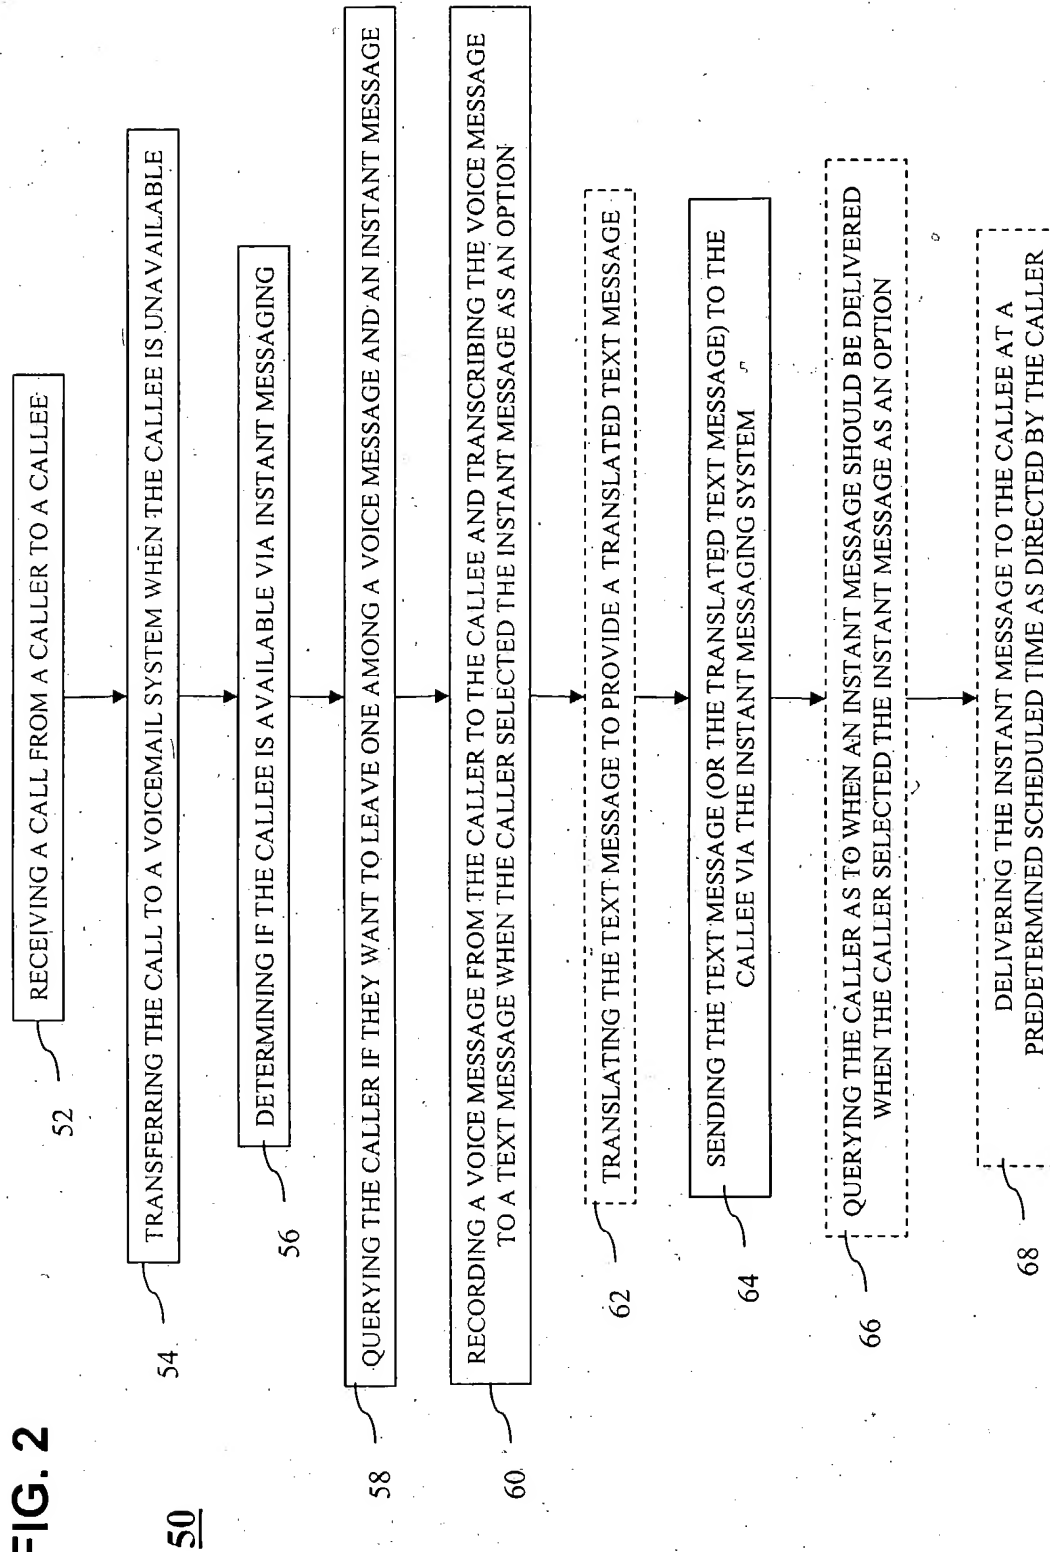 FIG. 2
50
52
RECEIVING A CALL FROM A CALLER TO A CALLEE
54
TRANSFERRING THE CALL TO A VOICEMAIL SYSTEM WHEN THE CALLEE IS UNAVAILABLE
56
DETERMINING IF THE CALLEE IS AVAILABLE VIA INSTANT MESSAGING
58
QUERYING THE CALLER IF THEY WANT TO LEAVE ONE AMONG A VOICE MESSAGE AND AN INSTANT MESSAGE
60
RECORDING A VOICE MESSAGE FROM THE CALLER TO THE CALLEE AND TRANSCRIBING THE VOICE MESSAGE
TO A TEXT MESSAGE WHEN THE CALLER SELECTED THE INSTANT MESSAGE AS AN OPTION
62
TRANSLATING THE TEXT MESSAGE TO PROVIDE A TRANSLATED TEXT MESSAGE
64
SENDING THE TEXT MESSAGE (OR THE TRANSLATED TEXT MESSAGE) TO THE
CALLEE VIA THE INSTANT MESSAGING SYSTEM
66
QUERYING THE CALLER AS TO WHEN AN INSTANT MESSAGE SHOULD BE DELIVERED
WHEN THE CALLER SELECTED THE INSTANT MESSAGE AS AN OPTION
68
DELIVERING THE INSTANT MESSAGE TO THE CALLEE AT A
PREDETERMINED SCHEDULED TIME AS DIRECTED BY THE CALLER